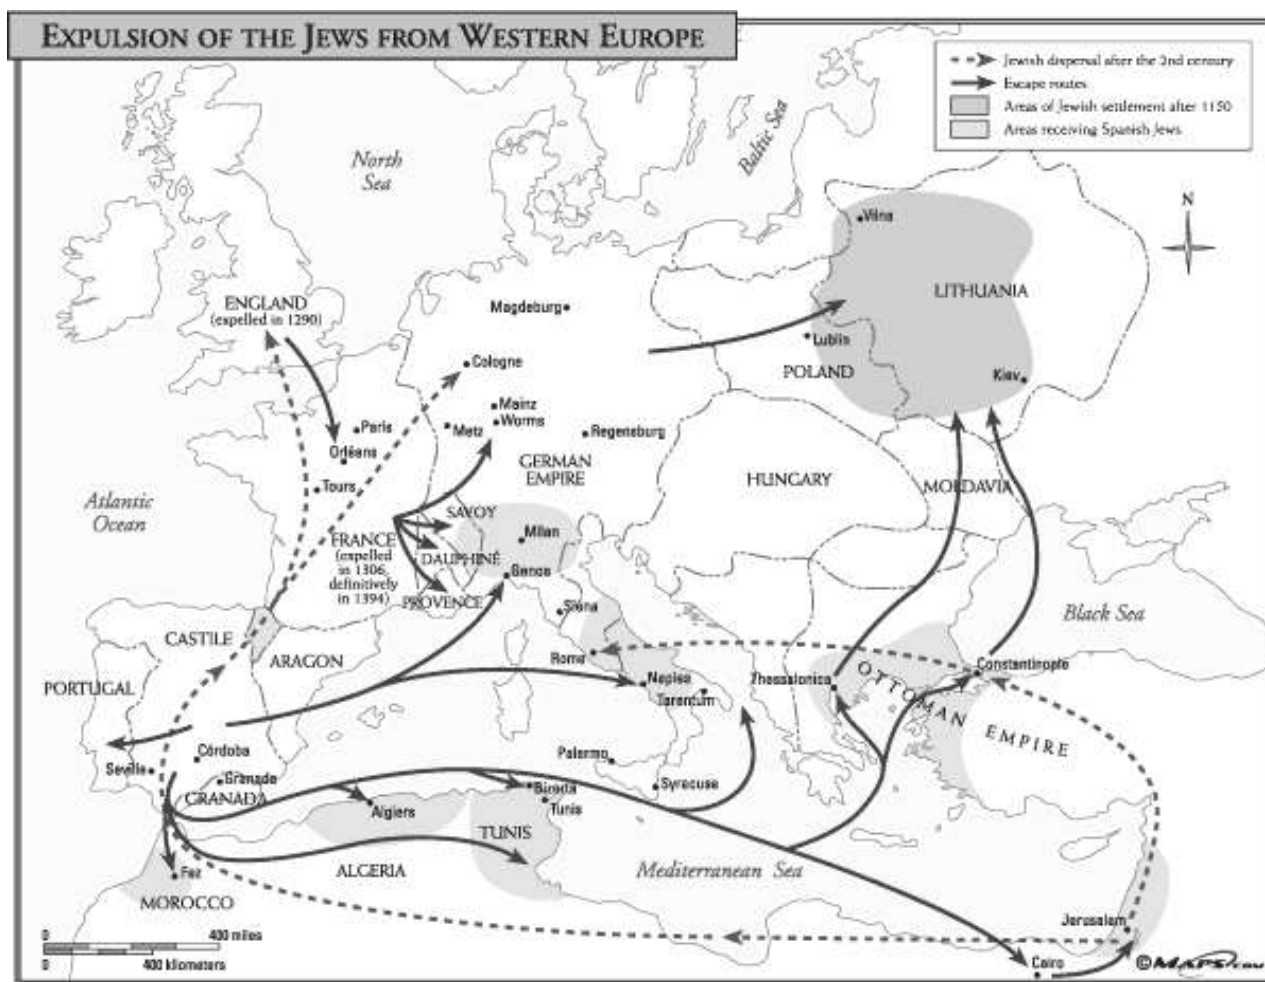 EXPULSION OF THE JEWS FROM WESTERN EUROPE
Jewish dispersal after the 2nd century
Escape routes
Areas of Jewish settlement after 1150
Areas receiving Spanish Jews
North
Sea
Baltic Sea
N
Vilna
LITHUANIA
ENGLAND
(expelled in 1290)
Magdeburg
Lublin
POLAND
Kiev
Cologne
Mainz
Worms
Metz
Paris
Orléans
Tours
Regensburg
GERMAN
EMPIRE
HUNGARY
MOLDAVIA
Atlantic
Ocean
SAVOY
FRANCE
(expelled
in 1306,
definitively
in 1394)
DAUPHINÉ
Milan
Genoa
PROVENCE
Siena
Black Sea
CASTILE
ARAGON
Rome
PORTUGAL
Naples
Tarentum
Thessalonica
Constantinople
OTTOMAN EMPIRE
Córdoba
Seville
Granada
GRANADA
Palermo
Syracuse
Algiers
Tunis
TUNIS
ALGERIA
Mediterranean Sea
Fez
MOROCCO
Jerusalem
Cairo
0 400 miles
0 400 kilometers
©MAPS.com